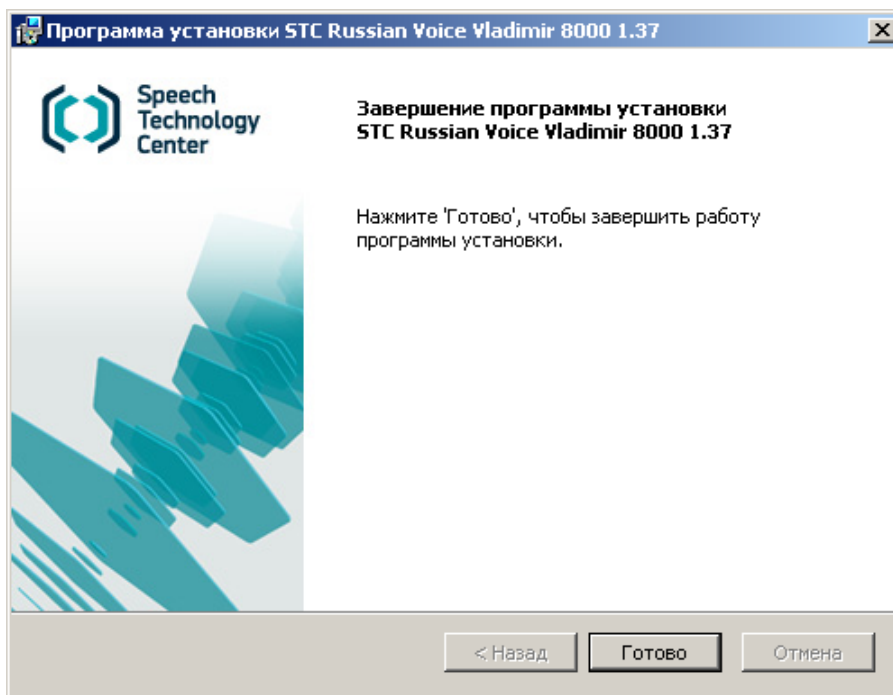 Программа установки STC Russian Voice Vladimir 8000 1.37
Speech
Technology
Center
Завершение программы установки
STC Russian Voice Vladimir 8000 1.37
Нажмите 'Готово', чтобы завершить работу
программы установки.
< Назад
Готово
Отмена